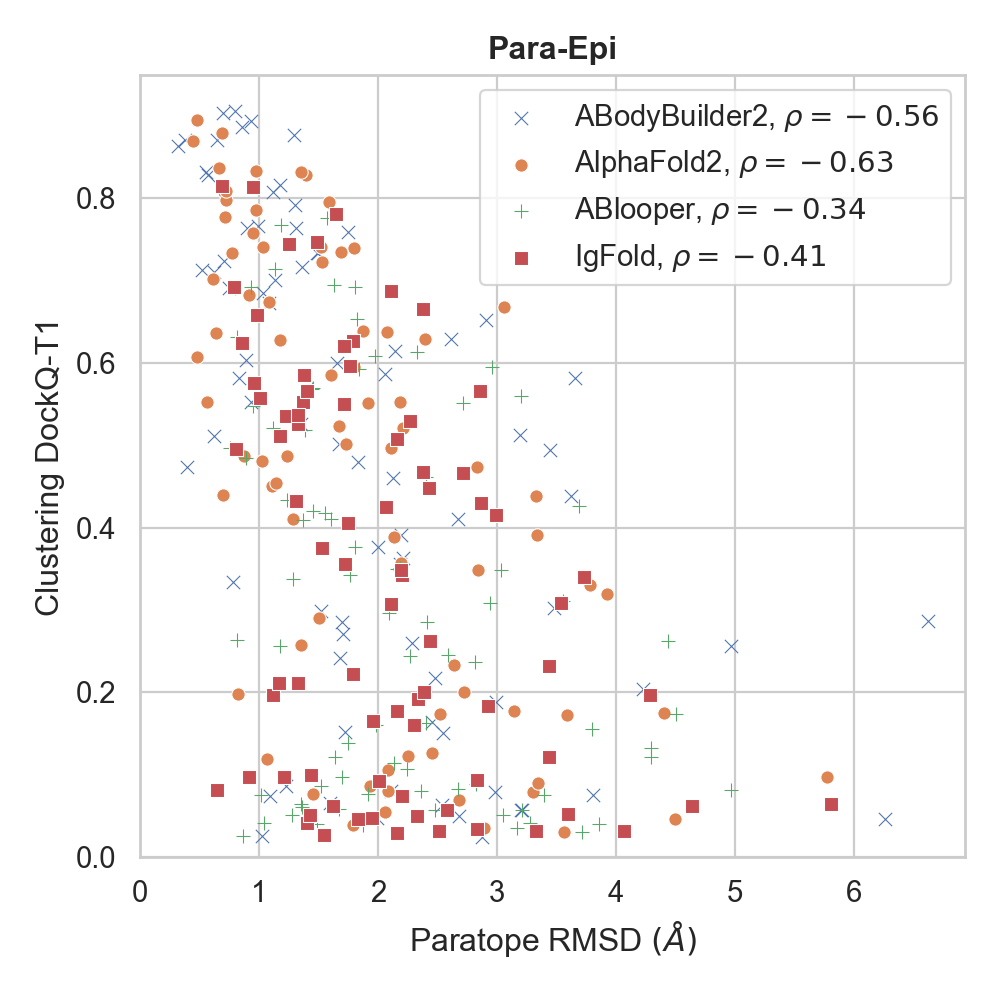 Para-Epi
ABodyBuilder2, ρ = −0.56
AlphaFold2, ρ = −0.63
ABlooper, ρ = −0.34
IgFold, ρ = −0.41
Clustering DockQ-T1
0.8
0.6
0.4
0.2
0.0
0 1 2 3 4 5 6
Paratope RMSD (Å)